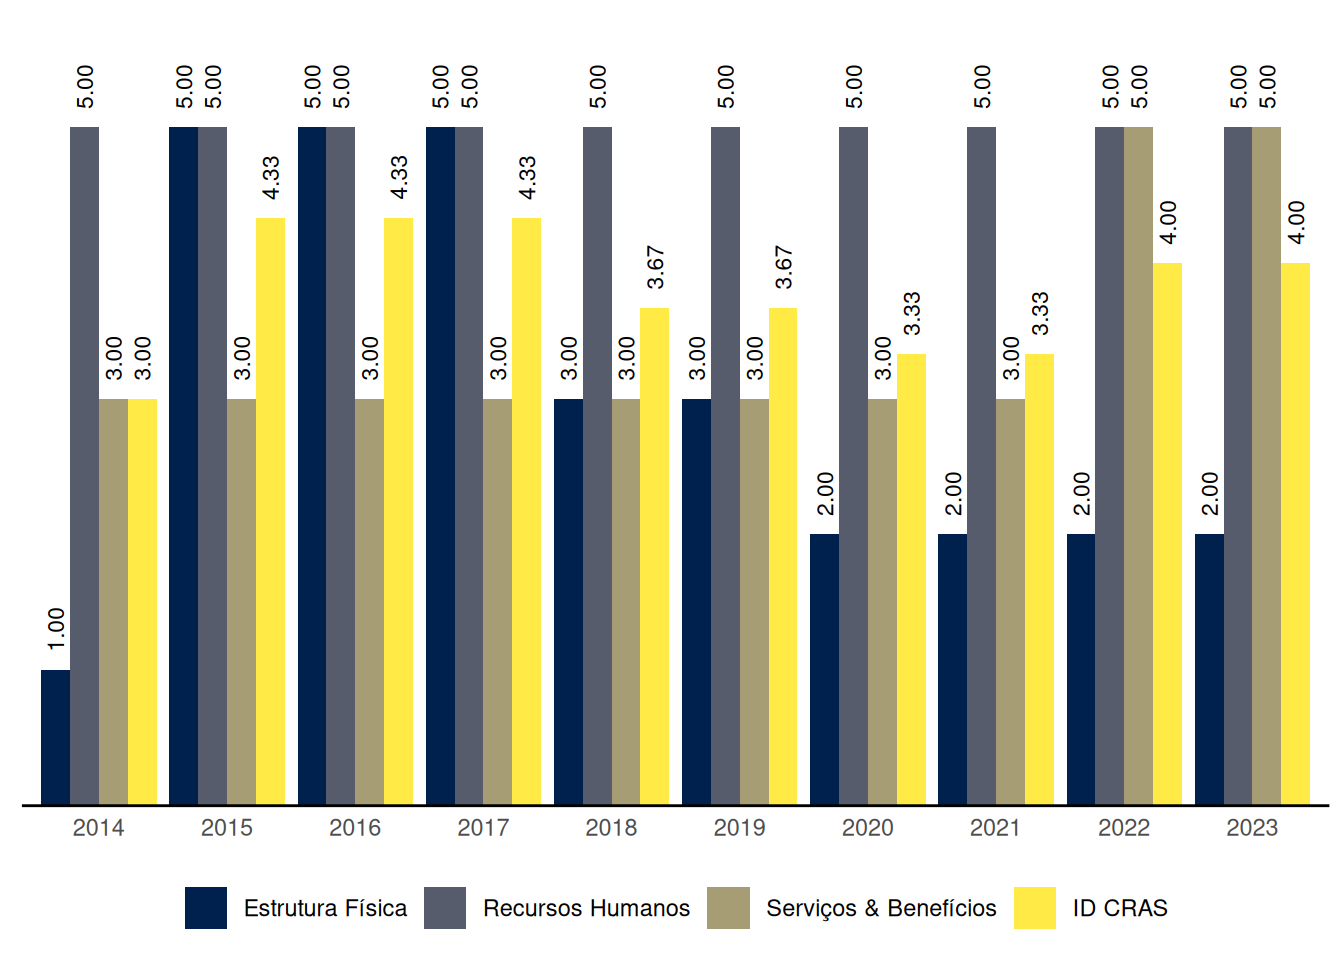 5.00 5.00 5.00 5.00 5.00 5.00 5.00 5.00 5.00 5.00 5.00 5.00 5.00 5.00 5.00
4.33 4.33 4.33
4.00 4.00
3.67 3.67
3.33 3.33
3.00 3.00 3.00 3.00 3.00 3.00 3.00 3.00 3.00 3.00 3.00
2.00 2.00 2.00 2.00
1.00
2014 2015 2016 2017 2018 2019 2020 2021 2022 2023
Estrutura Física Recursos Humanos Serviços & Benefícios ID CRAS